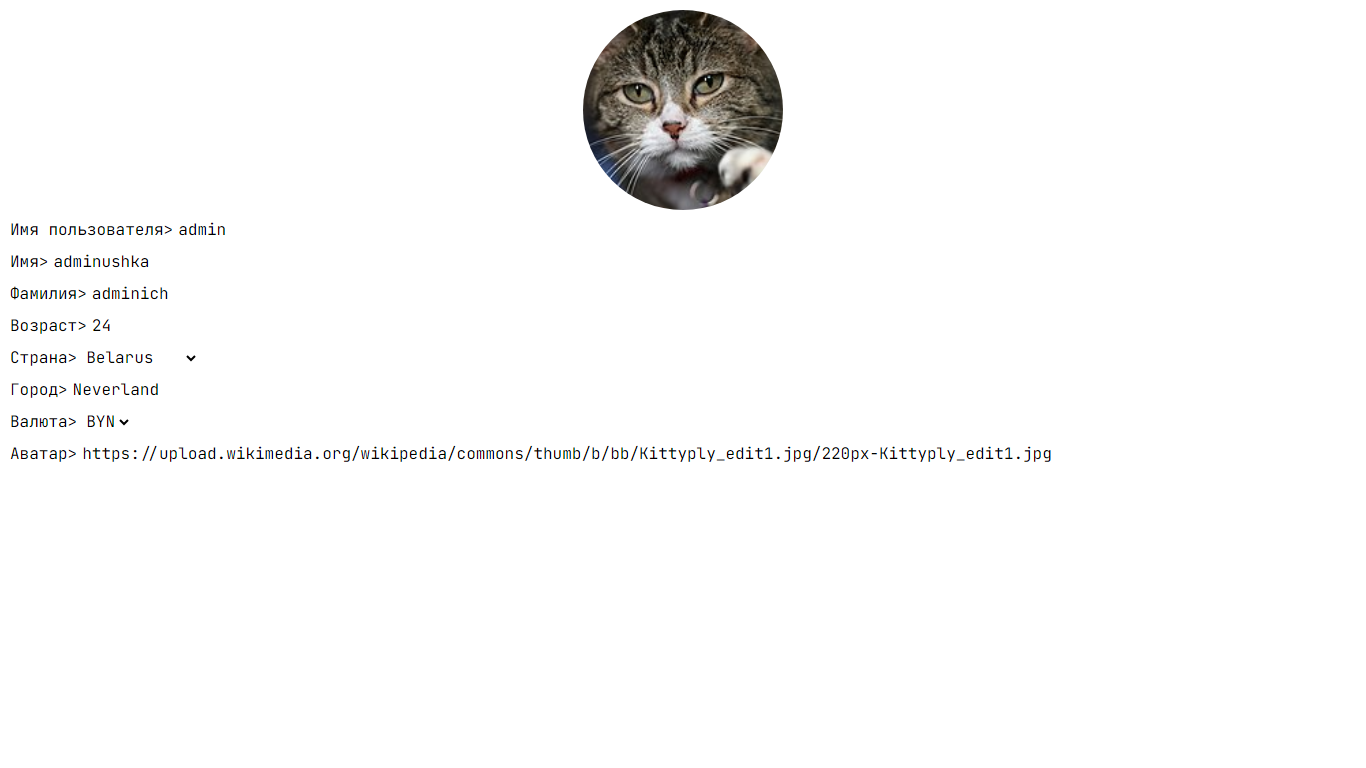 Имя пользователя> admin
Имя> adminushka
Фамилия> adminich
Возраст> 24
Страна> Belarus
Город> Neverland
Валюта> BYN
Аватар> https://upload.wikimedia.org/wikipedia/commons/thumb/b/bb/Kittyply_edit1.jpg/220px-Kittyply_edit1.jpg